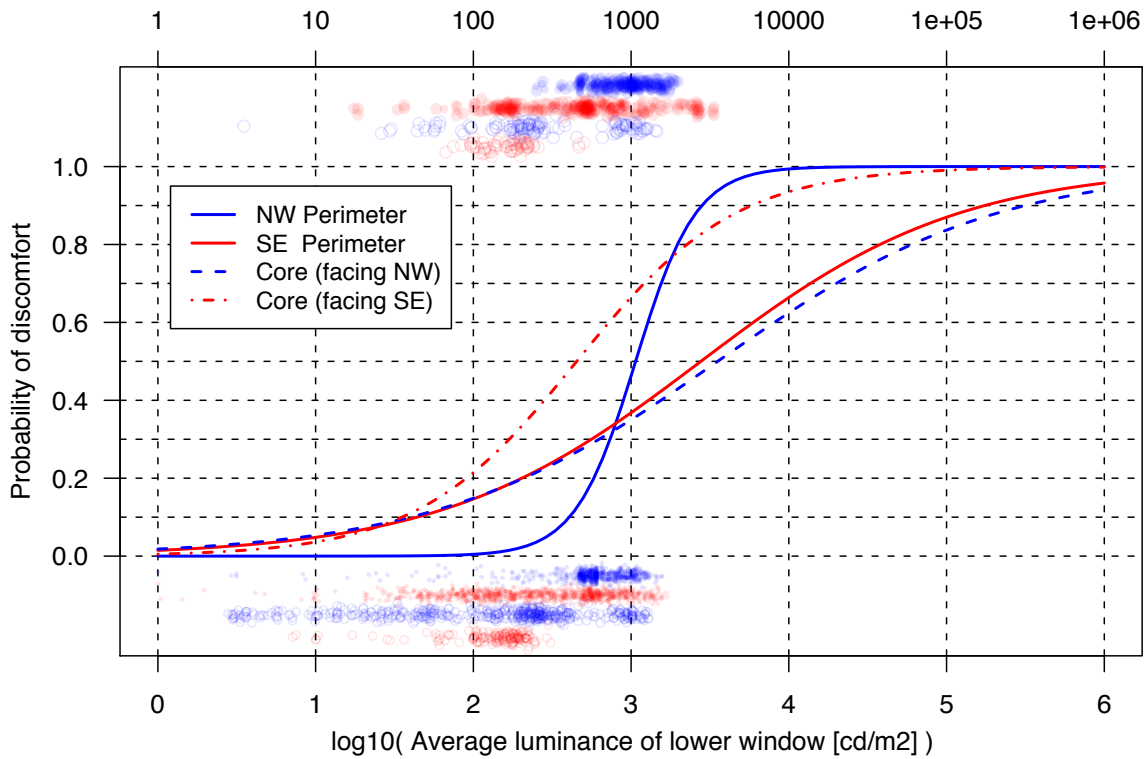 1 10 100 1000 10000 1e+05 1e+06
1.0
0.8
0.6
0.4
0.2
0.0
Probability of discomfort
NW Perimeter
SE Perimeter
Core (facing NW)
Core (facing SE)
0 1 2 3 4 5 6
log10( Average luminance of lower window [cd/m2] )